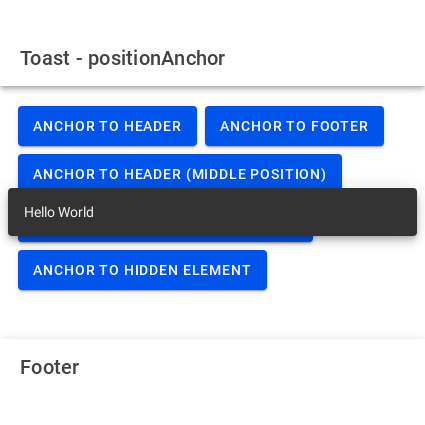 Toast - positionAnchor
ANCHOR TO HEADER
ANCHOR TO FOOTER
ANCHOR TO HEADER (MIDDLE POSITION)
Hello World
ANCHOR TO HIDDEN ELEMENT
Footer